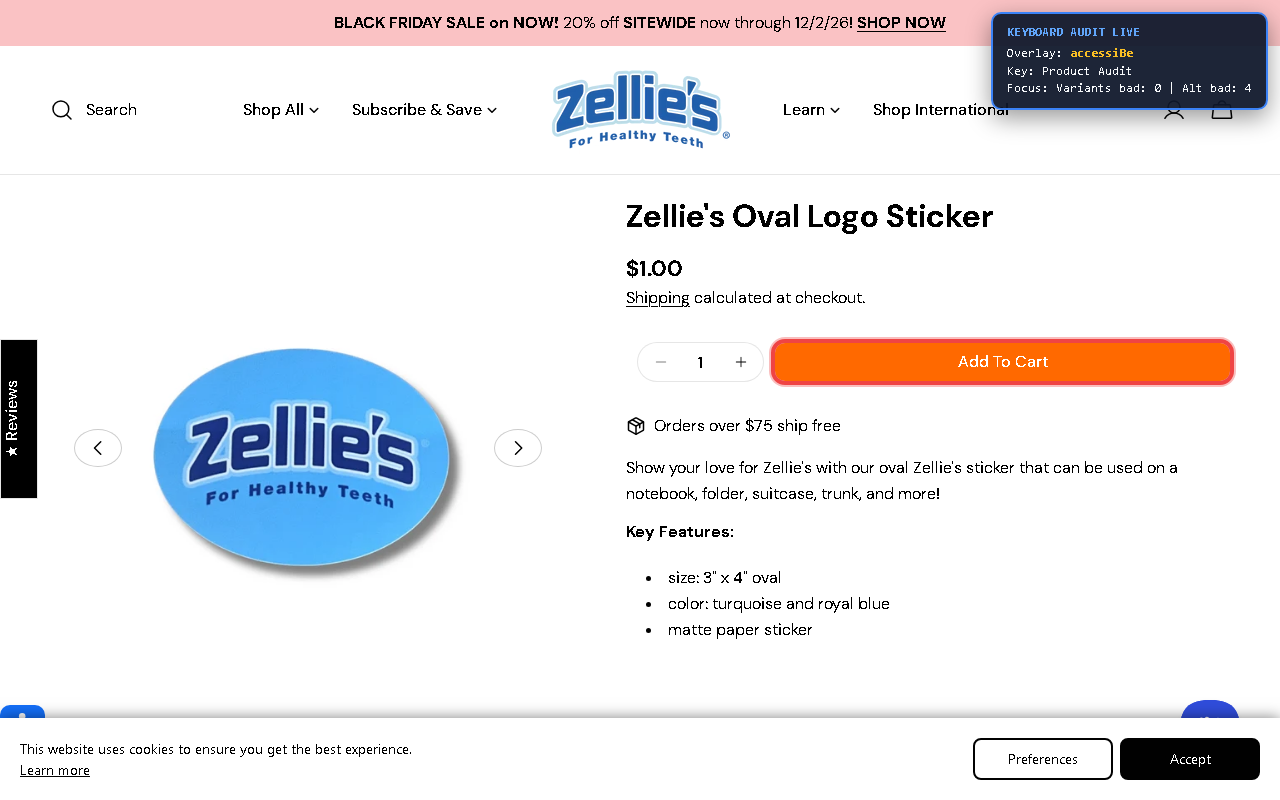 BLACK FRIDAY SALE on NOW! 20% off SITEWIDE now through 12/2/26! SHOP NOW
KEYBOARD AUDIT LIVE
Overlay: accessiBe
Key: Product Audit
Focus: Variants bad: 0 | Alt bad: 4
Search
Shop All
Subscribe & Save
Zellie's
For Healthy Teeth
®
Learn
Shop International
Zellie's Oval Logo Sticker
$1.00
Shipping calculated at checkout.
1
Add To Cart
Orders over $75 ship free
Show your love for Zellie's with our oval Zellie's sticker that can be used on a
notebook, folder, suitcase, trunk, and more!
Key Features:
size: 3" x 4" oval
color: turquoise and royal blue
matte paper sticker
★ Reviews
Zellie's
For Healthy Teeth
This website uses cookies to ensure you get the best experience.
Learn more
Preferences
Accept